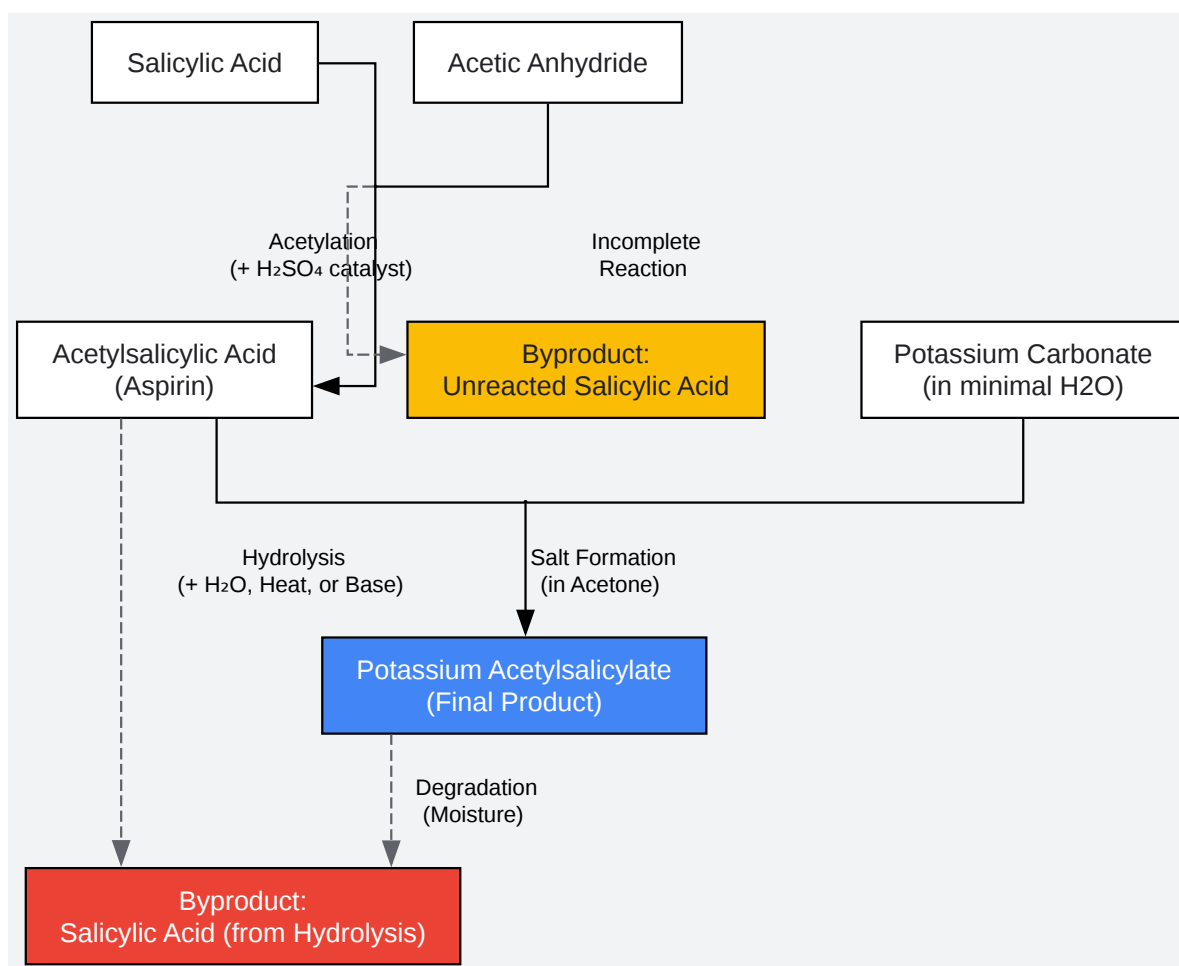 Salicylic Acid
Acetic Anhydride
Acetylation
(+ H₂SO₄ catalyst)
Incomplete
Reaction
Acetylsalicylic Acid
(Aspirin)
Byproduct:
Unreacted Salicylic Acid
Potassium Carbonate
(in minimal H2O)
Hydrolysis
(+ H₂O, Heat, or Base)
Salt Formation
(in Acetone)
Potassium Acetylsalicylate
(Final Product)
Degradation
(Moisture)
Byproduct:
Salicylic Acid (from Hydrolysis)